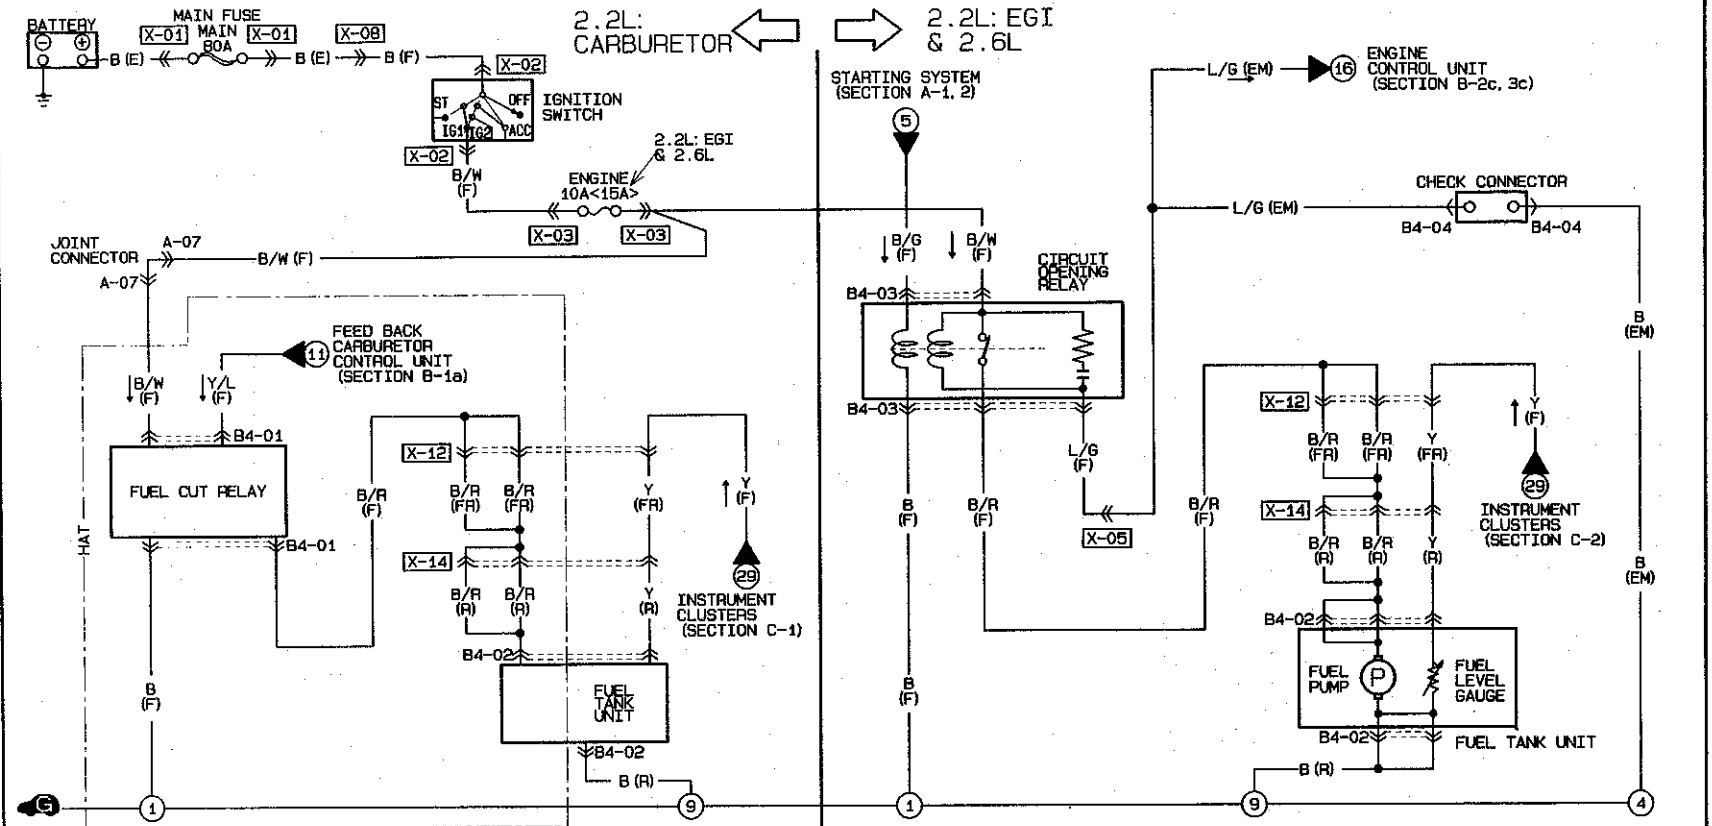 BATTERY
MAIN FUSE
MAIN
80A
X-01
X-01
X-08
B (E)
B (E)
B (F)
X-02
ST
OFF
IG1
IG2
ACC
IGNITION
SWITCH
X-02
B/W
(F)
2.2L: EGI
& 2.6L
ENGINE
10A<15A>
X-03
X-03
2.2L:
CARBURETOR
2.2L: EGI
& 2.6L
JOINT
CONNECTOR
A-07
B/W (F)
A-07
FEED BACK
CARBURETOR
CONTROL UNIT
(SECTION B-1a)
11
B/W
(F)
Y/L
(F)
B4-01
FUEL CUT RELAY
B4-01
HAT
B
(F)
B/R
(F)
X-12
B/R
(FR)
B/R
(FR)
Y
(FR)
Y
(F)
X-14
B/R
(R)
B/R
(R)
Y
(R)
29
INSTRUMENT
CLUSTERS
(SECTION C-1)
B4-02
FUEL
TANK
UNIT
B4-02
B (R)
G
1
9
STARTING SYSTEM
(SECTION A-1, 2)
5
B/G
(F)
B/W
(F)
CIRCUIT
OPENING
RELAY
B4-03
B4-03
B
(F)
B/R
(F)
L/G
(F)
X-05
B
(F)
L/G (EM)
16
ENGINE
CONTROL UNIT
(SECTION B-2c, 3c)
CHECK CONNECTOR
L/G (EM)
B4-04
B4-04
B
(EM)
B
(EM)
B/R
(F)
X-12
B/R
(FR)
B/R
(FR)
Y
(FR)
Y
(F)
X-14
B/R
(R)
B/R
(R)
Y
(R)
29
INSTRUMENT
CLUSTERS
(SECTION C-2)
B4-02
FUEL
PUMP
P
FUEL
LEVEL
GAUGE
B4-02
FUEL TANK UNIT
B (R)
1
9
4